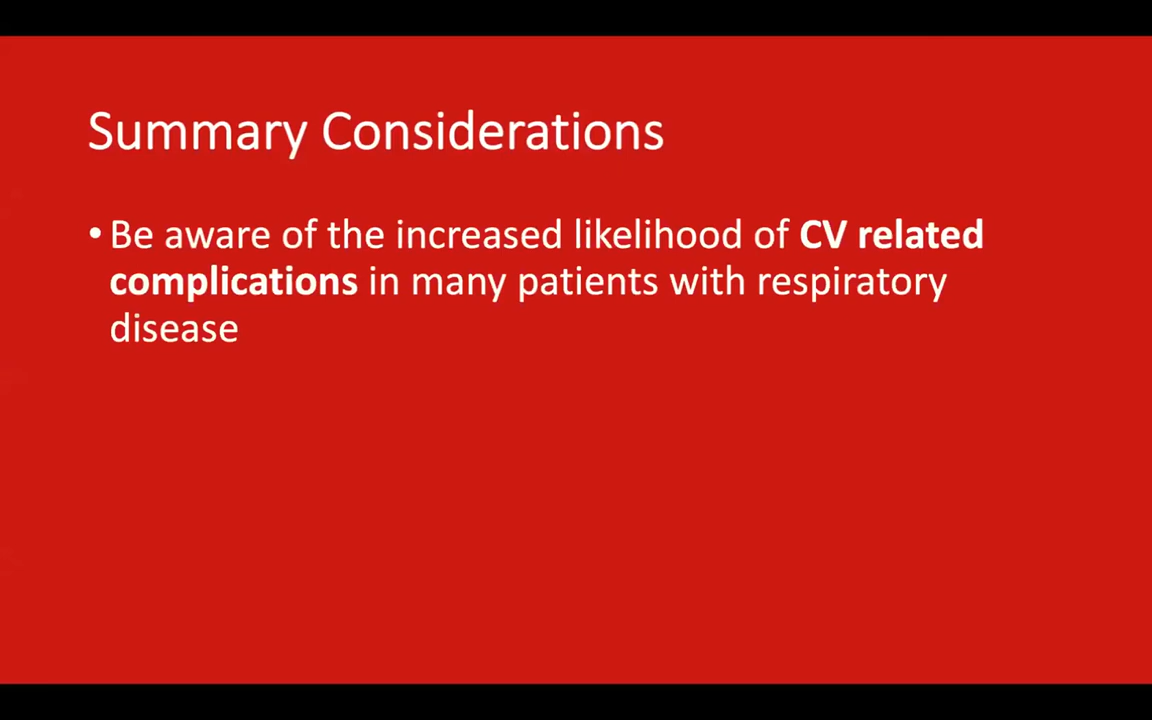 Summary Considerations
• Be aware of the increased likelihood of CV related
complications in many patients with respiratory
disease